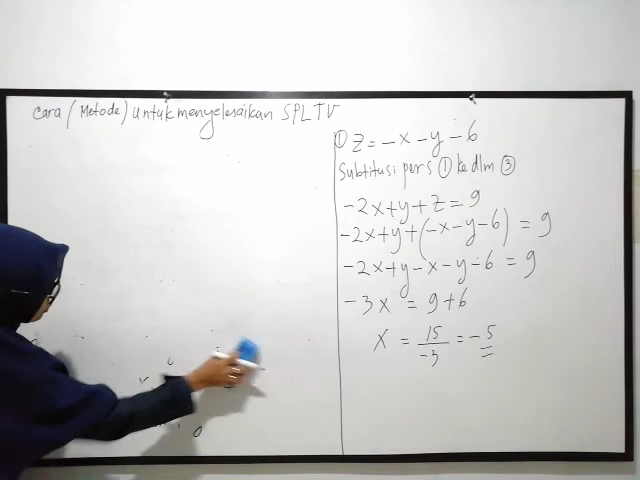 Cara (Metode) untuk menyelesaikan SPLTV
① z = -x - y - 6
Subtitusi pers ① ke dlm ③
-2x + y + z = 9
-2x + y + (-x - y - 6) = 9
-2x + y - x - y - 6 = 9
-3x = 9 + 6
x = 15/-3 = -5